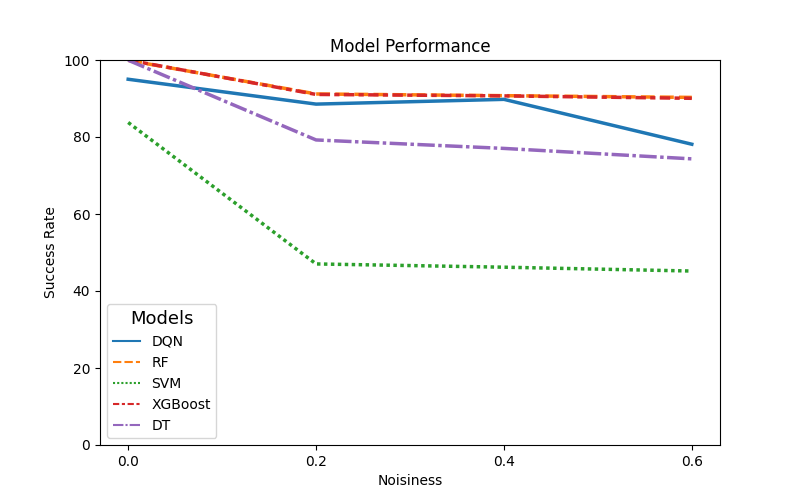 Model Performance
Success Rate
100
80
60
40
20
0
Models
DQN
RF
SVM
XGBoost
DT
0.0 0.2 0.4 0.6
Noisiness